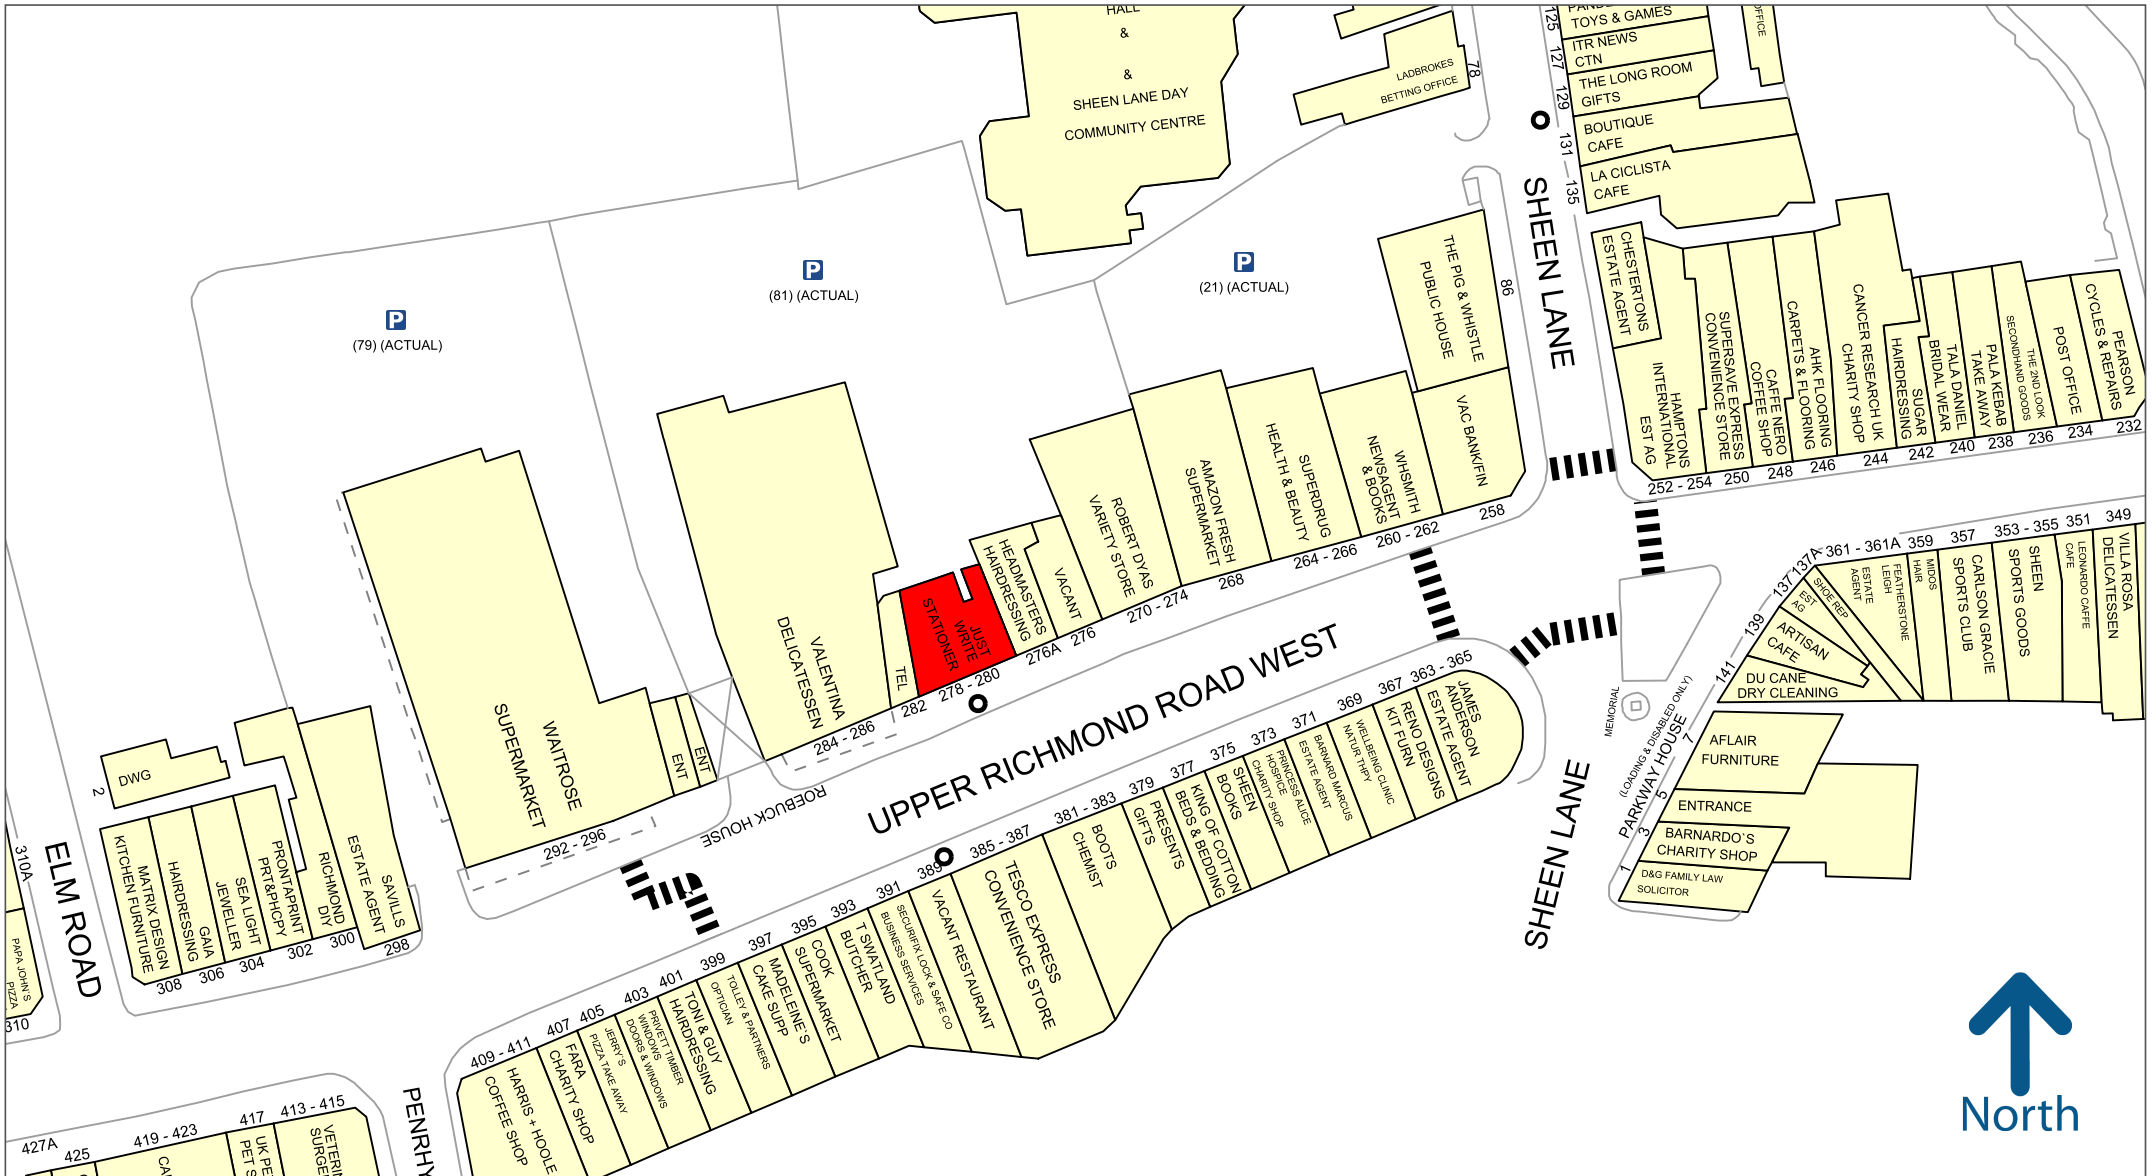 HALL
&
&
SHEEN LANE DAY
COMMUNITY CENTRE
LADBROKES
BETTING OFFICE
78
125
TOYS & GAMES
127
ITR NEWS
CTN
THE LONG ROOM
GIFTS
129
BOUTIQUE
CAFE
131
LA CICLISTA
CAFE
135
SHEEN LANE
P
(79) (ACTUAL)
P
(81) (ACTUAL)
P
(21) (ACTUAL)
THE PIG & WHISTLE
PUBLIC HOUSE
86
CHESTERTONS
ESTATE AGENT
HAMPTONS
INTERNATIONAL
EST AG
252 - 254
SUPERSAVE EXPRESS
CONVENIENCE STORE
250
CAFFE NERO
COFFEE SHOP
248
AHK FLOORING
CARPETS & FLOORING
246
CANCER RESEARCH UK
CHARITY SHOP
244
SUGAR
HAIRDRESSING
242
TALA DANIEL
BRIDAL WEAR
240
PALA KEBAB
TAKE AWAY
238
THE 2ND LOOK
SECONDHAND GOODS
236
POST OFFICE
234
PEARSON
CYCLES & REPAIRS
232
WAITROSE
SUPERMARKET
292 - 296
ENT
ENT
VALENTINA
DELICATESSEN
284 - 286
TEL
282
JUST
WRITE
STATIONER
278 - 280
HEADMASTERS
HAIRDRESSING
276A
VACANT
276
ROBERT DYAS
VARIETY STORE
270 - 274
AMAZON FRESH
SUPERMARKET
268
SUPERDRUG
HEALTH & BEAUTY
264 - 266
WHSMITH
NEWSAGENT
& BOOKS
260 - 262
VAC BANK/FIN
258
ROEBUCK HOUSE
UPPER RICHMOND ROAD WEST
DWG
2
MATRIX DESIGN
KITCHEN FURNITURE
308
GAIA
HAIRDRESSING
306
SEA LIGHT
JEWELLER
304
PRONTAPRINT
PRT&PHCPY
302
RICHMOND
DIY
300
SAVILLS
ESTATE AGENT
298
310A
PAPA JOHN'S
PIZZA
310
ELM ROAD
427A
425
419 - 423
417
413 - 415
409 - 411
HARRIS + HOOLE
COFFEE SHOP
407
FARA
CHARITY SHOP
405
JERRY'S
PIZZA TAKE AWAY
403
PRIVETT TIMBER
WINDOWS
DOORS & WINDOWS
401
TONI & GUY
HAIRDRESSING
399
TOLLEY & PARTNERS
OPTICIAN
397
MADELEINE`S
CAKE SUPP
395
COOK
SUPERMARKET
393
T SWATLAND
BUTCHER
391
SECURIFIX LOCK & SAFE CO
BUSINESS SERVICES
389
VACANT RESTAURANT
385 - 387
TESCO EXPRESS
CONVENIENCE STORE
381 - 383
BOOTS
CHEMIST
379
PRESENTS
GIFTS
377
KING OF COTTON
BEDS & BEDDING
375
SHEEN
BOOKS
373
PRINCESS ALICE
HOSPICE
CHARITY SHOP
371
BARNARD MARCUS
ESTATE AGENT
369
WELLBEING CLINIC
NATUR THPY
367
RENO DESIGNS
KIT FURN
363 - 365
JAMES
ANDERSON
ESTATE AGENT
MEMORIAL
(LOADING & DISABLED ONLY)
PARKWAY HOUSE
SHEEN LANE
137A
SHOE REP
137
EST
AG
139
ARTISAN
CAFE
141
DU CANE
DRY CLEANING
361 - 361A
FEATHERSTONE
LEIGH
ESTATE
AGENT
359
MIDOS
HAIR
357
CARLSON GRACIE
SPORTS CLUB
353 - 355
SHEEN
SPORTS GOODS
351
LEONARDO CAFFE
CAFE
349
VILLA ROSA
DELICATESSEN
7
AFLAIR
FURNITURE
5
ENTRANCE
3
BARNARDO`S
CHARITY SHOP
1
D&G FAMILY LAW
SOLICITOR
North